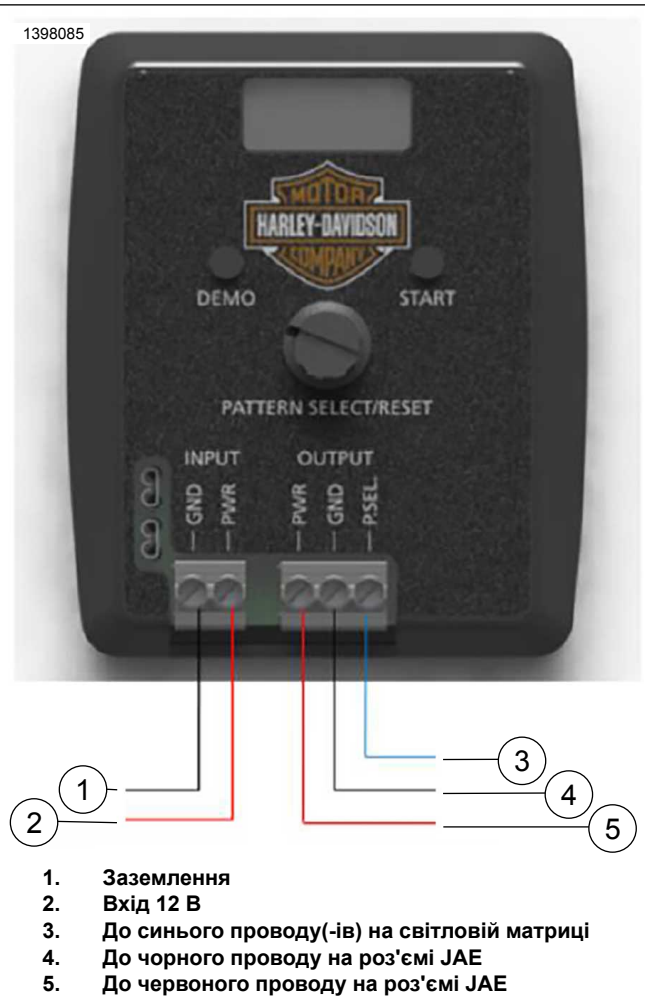 1398085
MOTOR
HARLEY-DAVIDSON
COMPANY
DEMO
START
PATTERN SELECT/RESET
INPUT
OUTPUT
GND
PWR
PWR
GND
P.SEL.
1
2
3
4
5
1. Заземлення
2. Вхід 12 В
3. До синього проводу(-ів) на світловій матриці
4. До чорного проводу на роз'ємі JAE
5. До червоного проводу на роз'ємі JAE